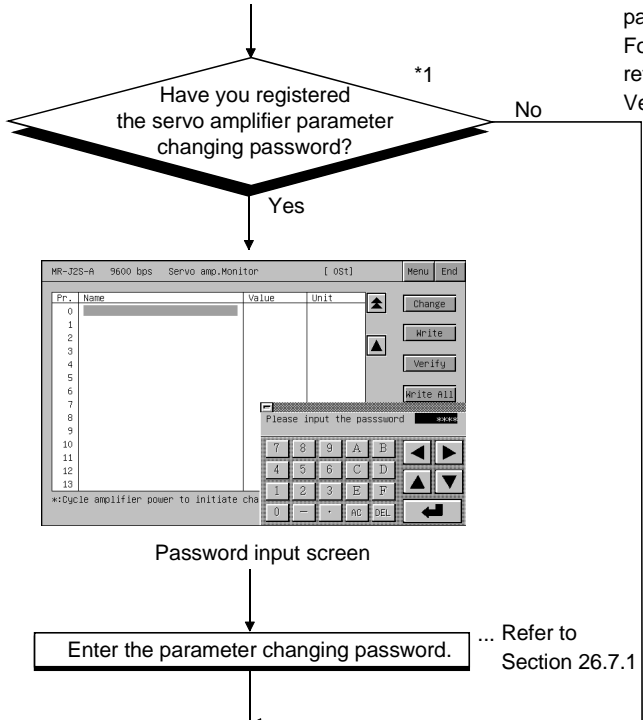 pa
Fo
re
Ve
*1
Have you registered
the servo amplifier parameter
changing password?
No
Yes
MR-J2S-A 9600 bps Servo amp.Monitor [ 0St] Menu End
Pr. Name Value Unit
0
1
2
3
4
5
6
7
8
9
10
11
12
13
Change
Write
Verify
Write All
Please input the passsword ****
7 8 9 A B
4 5 6 C D
1 2 3 E F
0 - . AC DEL
*:Cycle amplifier power to initiate cha
Password input screen
Enter the parameter changing password.
... Refer to
Section 26.7.1